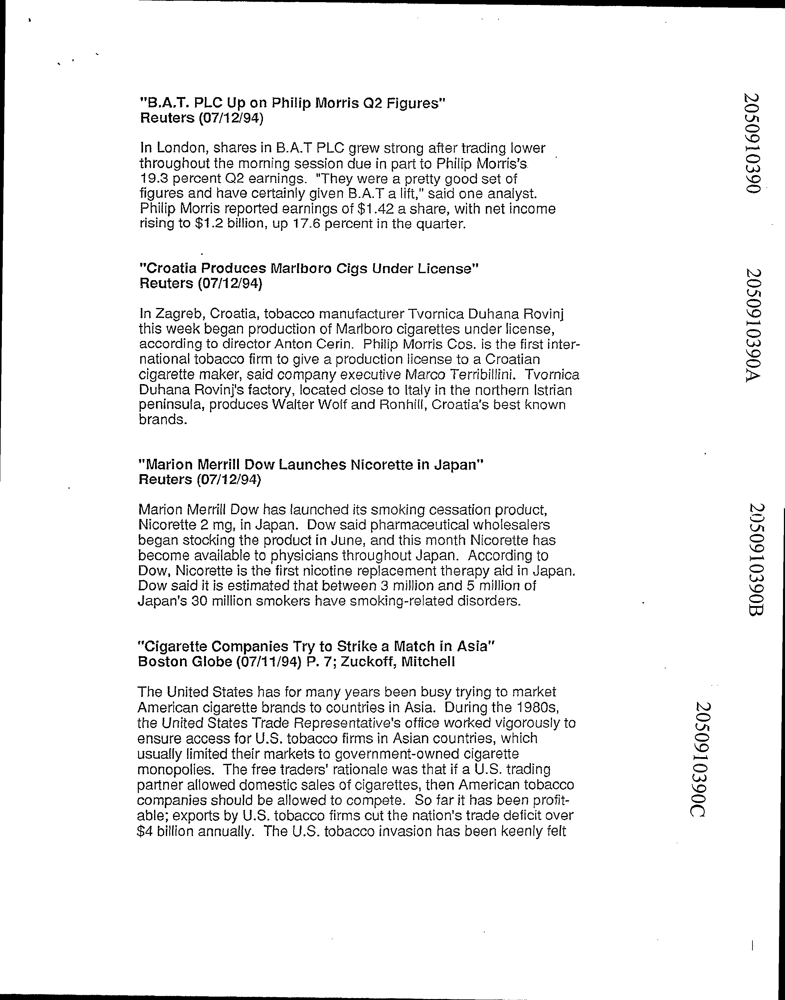 "B.A.T. PLC Up on Philip Morris Q2 Figures"
Reuters (07/12/94)
In London, shares in B.A.T PLC grew strong after trading lower
throughout the morning session due in part to Philip Morris's
19.3 percent Q2 earnings. "They were a pretty good set of
figures and have certainly given B.A.T a lift," said one analyst.
Philip Morris reported earnings of $1.42 a share, with net income
rising to $1.2 billion, up 17.6 percent in the quarter.
"Croatia Produces Marlboro Cigs Under License"
Reuters (07/12/94)
In Zagreb, Croatia, tobacco manufacturer Tvornica Duhana Rovinj
this week began production of Marlboro cigarettes under license,
according to director Anton Cerin. Philip Morris Cos. is the first inter-
national tobacco firm to give a production license to a Croatian
cigarette maker, said company executive Marco Terribillini. Tvornica
Duhana Rovinj's factory, located close to Italy in the northern Istrian
peninsula, produces Walter Wolf and Ronhill, Croatia's best known
brands.
"Marion Merrill Dow Launches Nicorette in Japan"
Reuters (07/12/94)
Marion Merrill Dow has launched its smoking cessation product,
Nicorette 2 mg, in Japan. Dow said pharmaceutical wholesalers
began stocking the product in June, and this month Nicorette has
become available to physicians throughout Japan. According to
Dow, Nicorette is the first nicotine replacement therapy aid in Japan.
Dow said it is estimated that between 3 million and 5 million of
Japan's 30 million smokers have smoking-related disorders.
"Cigarette Companies Try to Strike a Match in Asia"
Boston Globe (07/11/94) P. 7; Zuckoff, Mitchell
The United States has for many years been busy trying to market
American cigarette brands to countries in Asia. During the 1980s,
the United States Trade Representative's office worked vigorously to
ensure access for U.S. tobacco firms in Asian countries, which
usually limited their markets to government-owned cigarette
monopolies. The free traders' rationale was that if a U.S. trading
partner allowed domestic sales of cigarettes, then American tobacco
companies should be allowed to compete. So far it has been profit-
able; exports by U.S. tobacco firms cut the nation's trade deficit over
$4 billion annually. The U.S. tobacco invasion has been keenly felt
2050910390
2050910390A
2050910390B
2050910390C